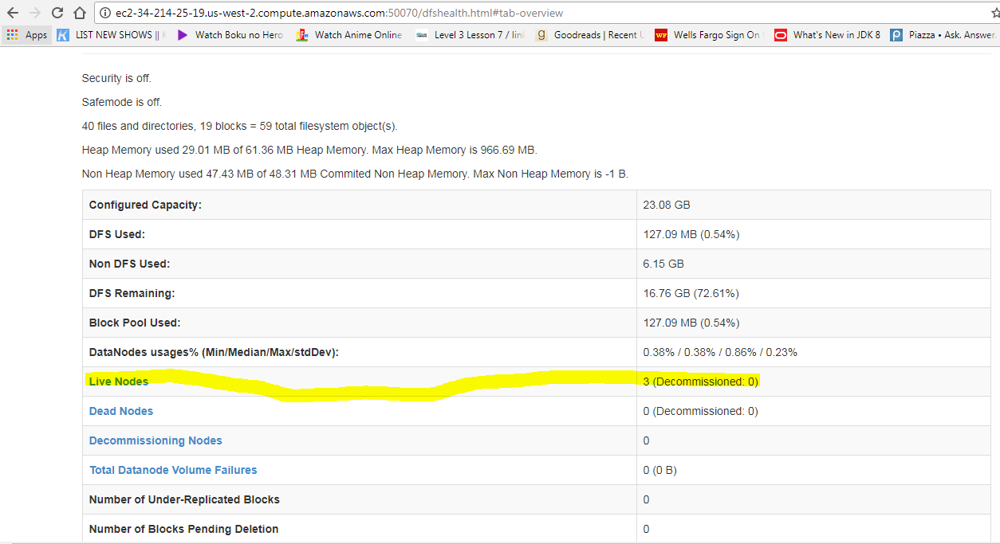 ec2-34-214-25-19.us-west-2.compute.amazonaws.com:50070/dfshealth.html#tab-overview
Apps LIST NEW SHOWS || Watch Boku no Hero Watch Anime Online Level 3 Lesson 7 / Goodreads | Recent Wells Fargo Sign On What's New in JDK 8 Piazza • Ask. Answer.
Security is off.
Safemode is off.
40 files and directories, 19 blocks = 59 total filesystem object(s).
Heap Memory used 29.01 MB of 61.36 MB Heap Memory. Max Heap Memory is 966.69 MB.
Non Heap Memory used 47.43 MB of 48.31 MB Commited Non Heap Memory. Max Non Heap Memory is -1 B.
Configured Capacity: 23.08 GB
DFS Used: 127.09 MB (0.54%)
Non DFS Used: 6.15 GB
DFS Remaining: 16.76 GB (72.61%)
Block Pool Used: 127.09 MB (0.54%)
DataNodes usages% (Min/Median/Max/stdDev): 0.38% / 0.38% / 0.86% / 0.23%
Live Nodes 3 (Decommissioned: 0)
Dead Nodes 0 (Decommissioned: 0)
Decommissioning Nodes 0
Total Datanode Volume Failures 0 (0 B)
Number of Under-Replicated Blocks 0
Number of Blocks Pending Deletion 0